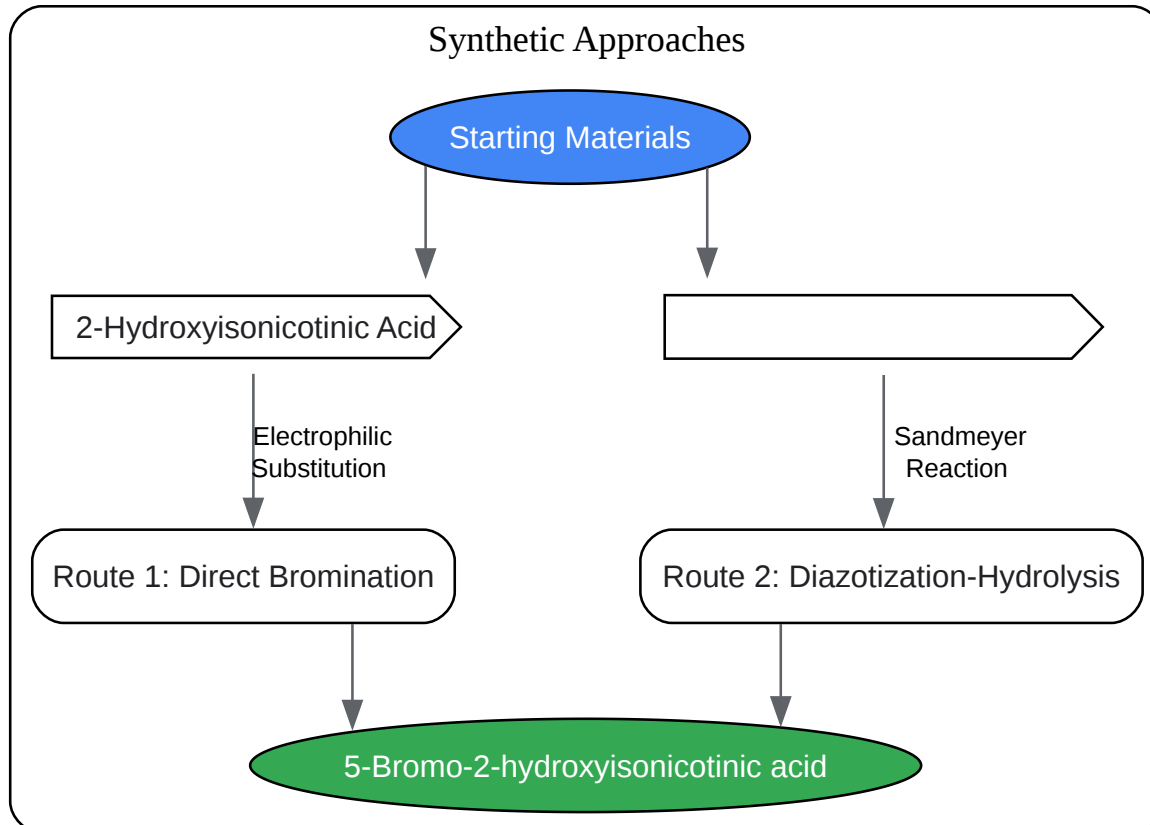 Synthetic Approaches
Starting Materials
2-Hydroxyisonicotinic Acid
Electrophilic
Substitution
Sandmeyer
Reaction
Route 1: Direct Bromination
Route 2: Diazotization-Hydrolysis
5-Bromo-2-hydroxyisonicotinic acid